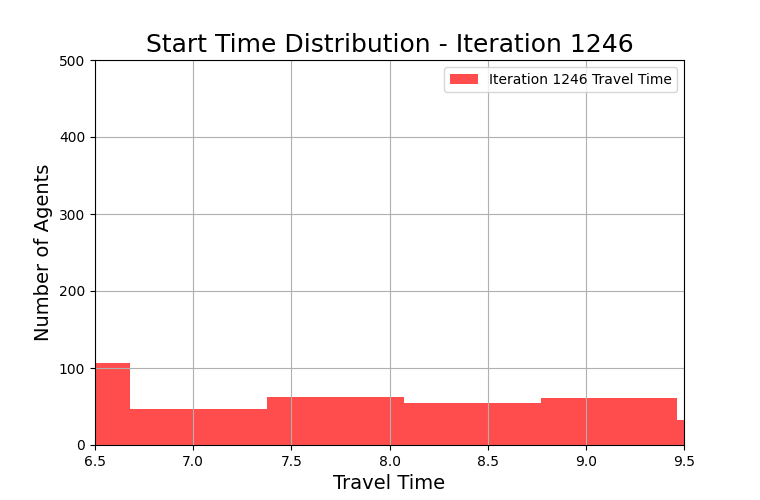 Start Time Distribution - Iteration 1246
Iteration 1246 Travel Time
Number of Agents
500
400
300
200
100
0
6.5 7.0 7.5 8.0 8.5 9.0 9.5
Travel Time